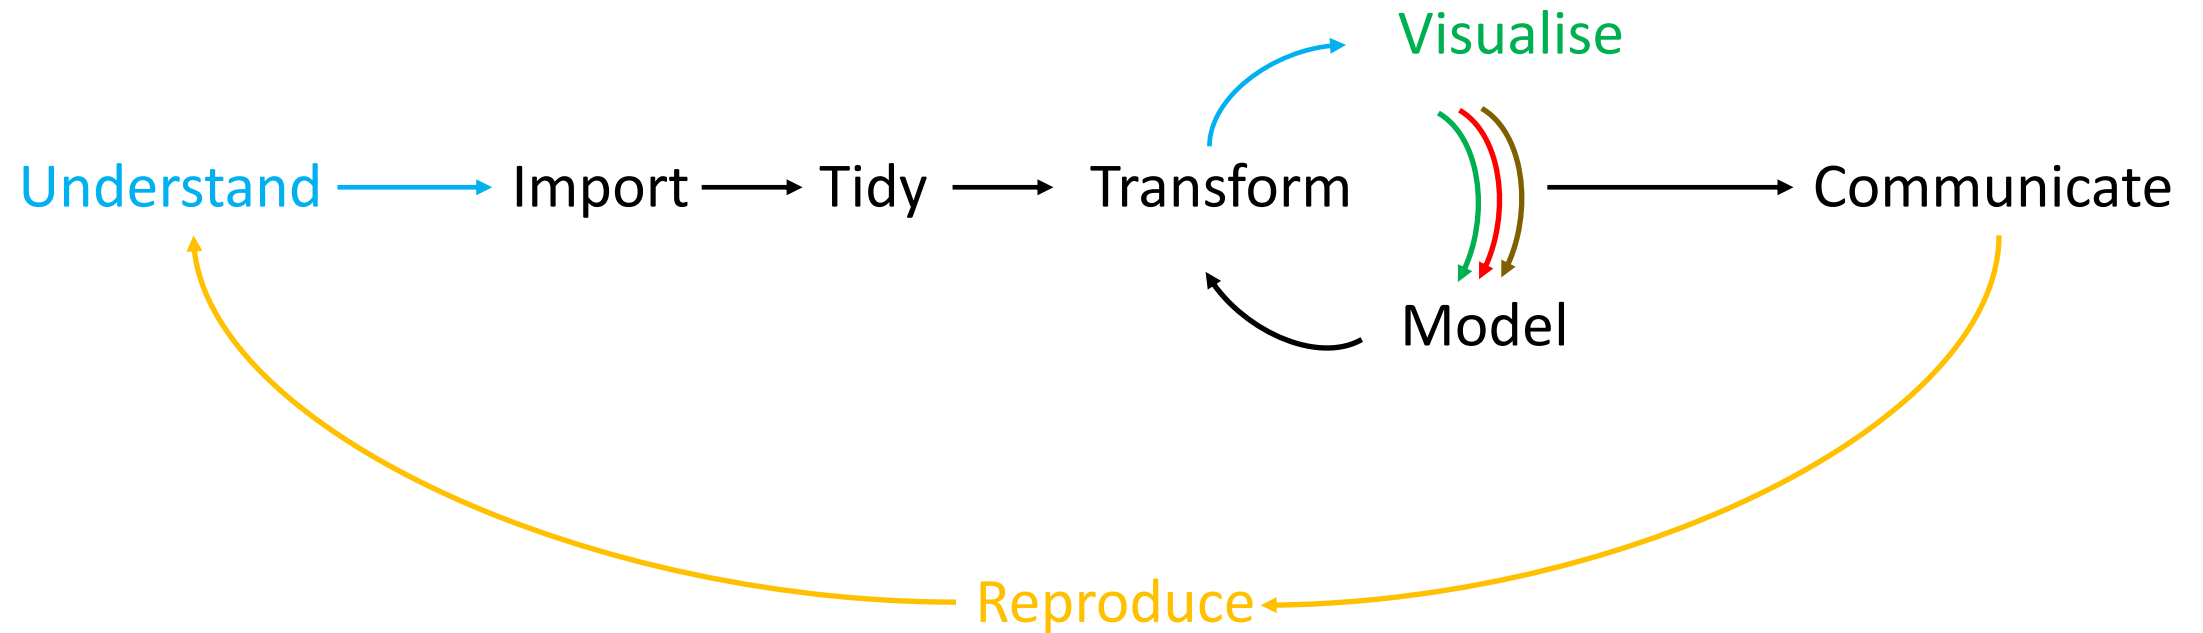 Visualise
Understand
Import
Tidy
Transform
Communicate
Model
Reproduce